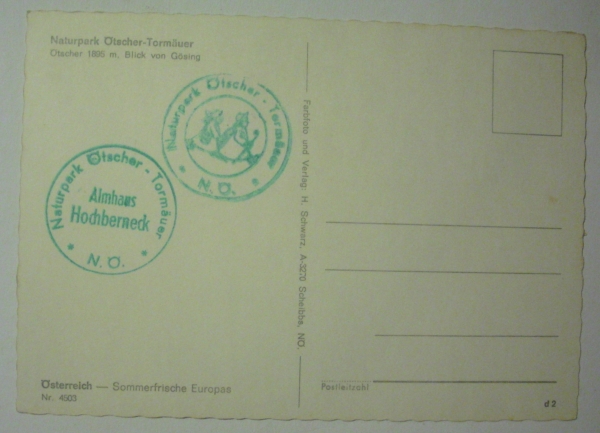 Naturpark Ötscher-Tormäuer
Ötscher 1895 m, Blick von Gösing
Naturpark Ötscher - Tormäuer
* N.Ö. *
Naturpark Ötscher - Tormäuer
Almhaus
Hochberneck
* N.Ö. *
Österreich — Sommerfrische Europas
Nr. 4503
Farbfoto und Verlag: H. Schwarz, A-3270 Scheibbs, NÖ.
Postleitzahl
d 2